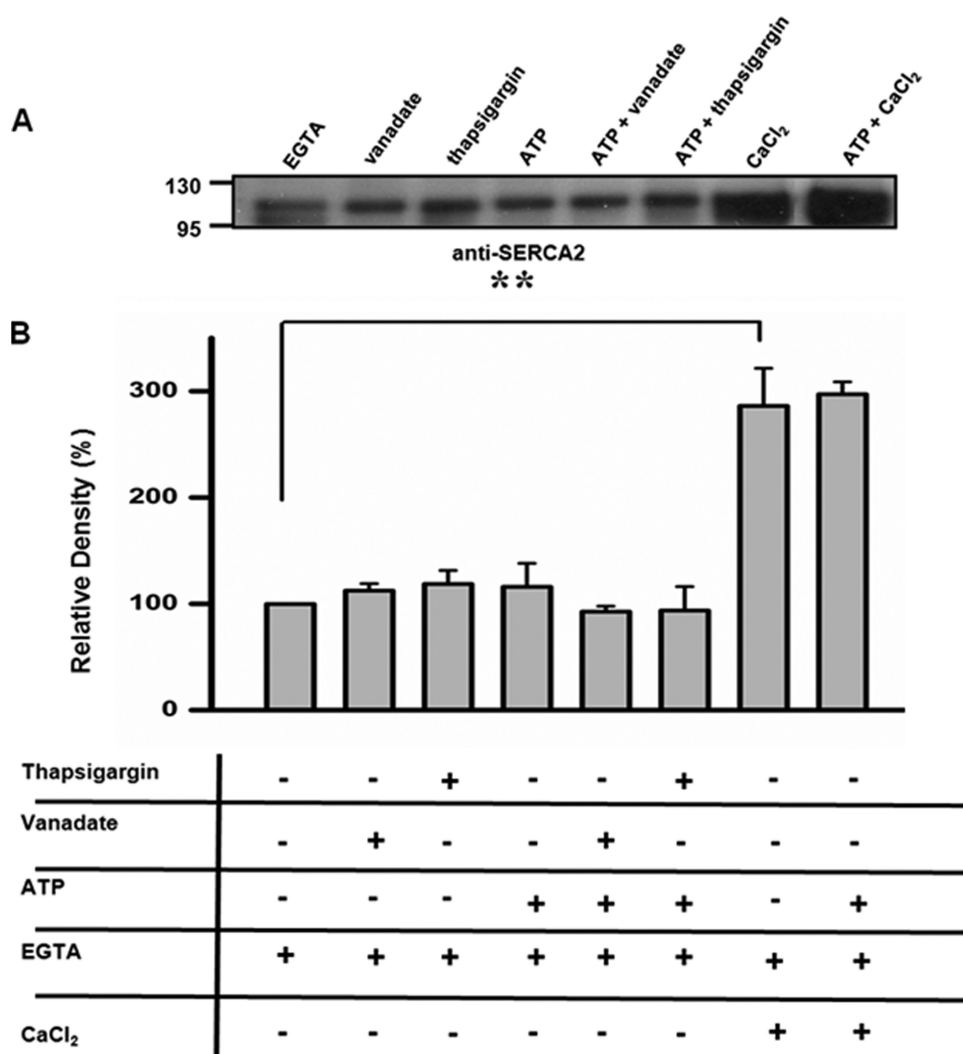 A
EGTA
vanadate
thapsigargin
ATP
ATP + vanadate
ATP + thapsigargin
CaCl₂
ATP + CaCl₂
130
95
anti-SERCA2
**
B
Relative Density (%)
300
200
100
0
Thapsigargin - - + - - + - -
Vanadate - + - - + - - -
ATP - - - + + + - +
EGTA + + + + + + + +
CaCl₂ - - - - - - + +